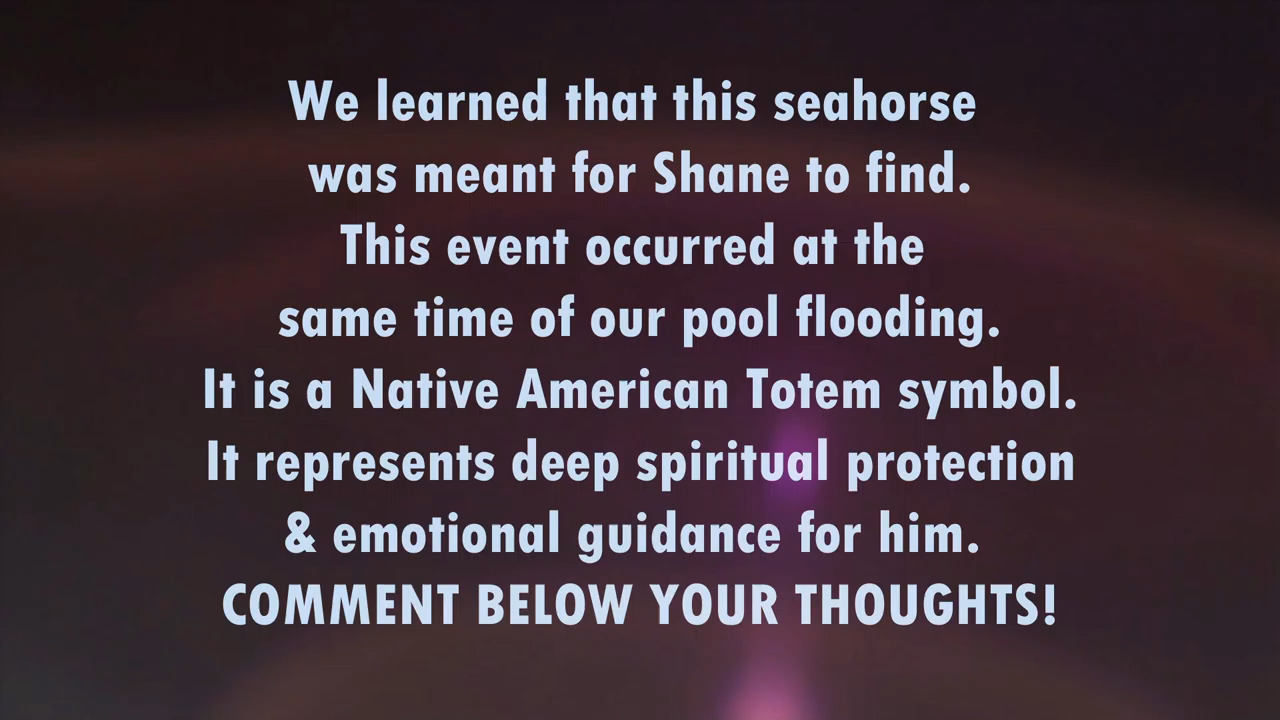 We learned that this seahorse
was meant for Shane to find.
This event occurred at the
same time of our pool flooding.
It is a Native American Totem symbol.
It represents deep spiritual protection
& emotional guidance for him.
COMMENT BELOW YOUR THOUGHTS!